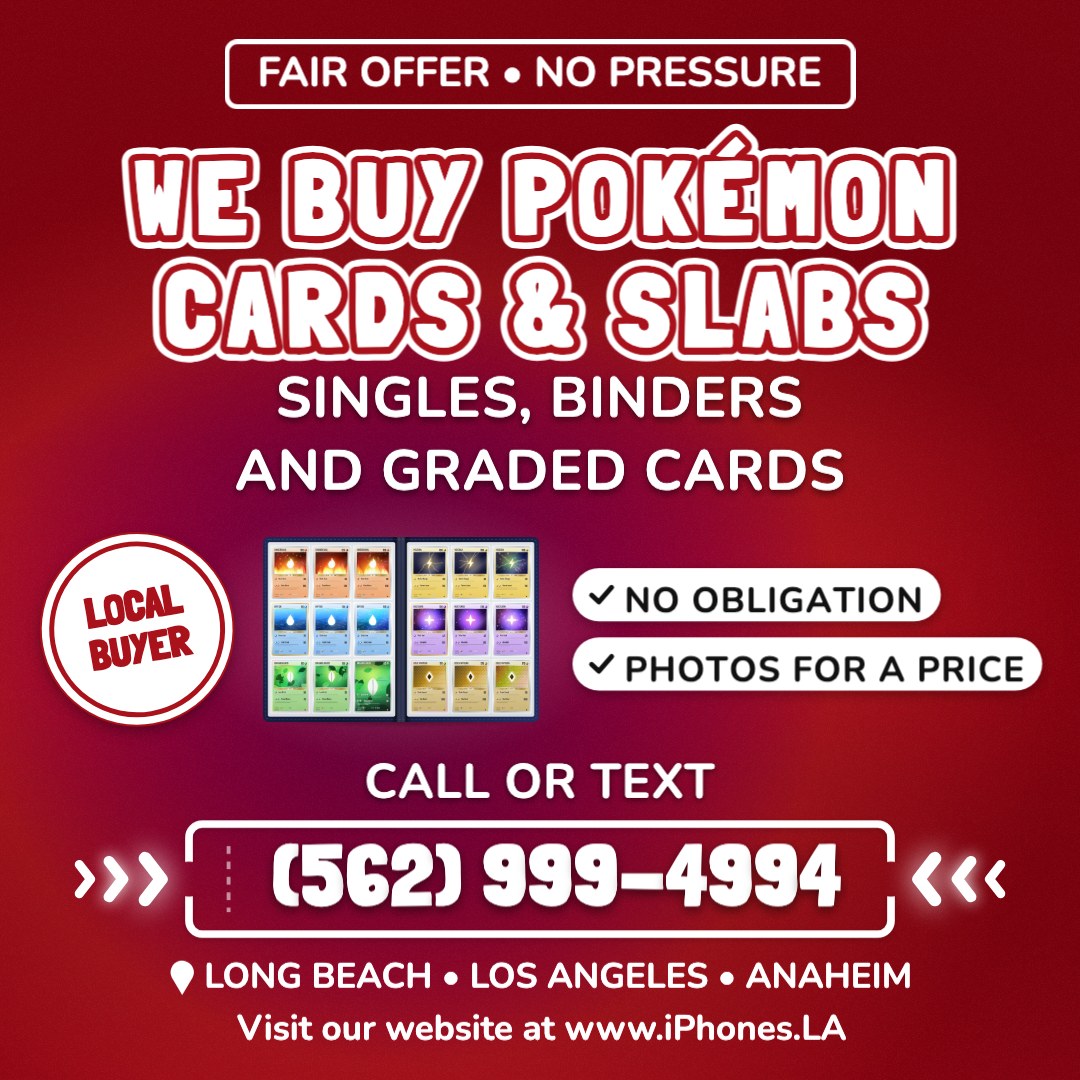 FAIR OFFER • NO PRESSURE
WE BUY POKÉMON
CARDS & SLABS
SINGLES, BINDERS
AND GRADED CARDS
LOCAL
BUYER
NO OBLIGATION
PHOTOS FOR A PRICE
CALL OR TEXT
(562) 999-4994
LONG BEACH • LOS ANGELES • ANAHEIM
Visit our website at www.iPhones.LA